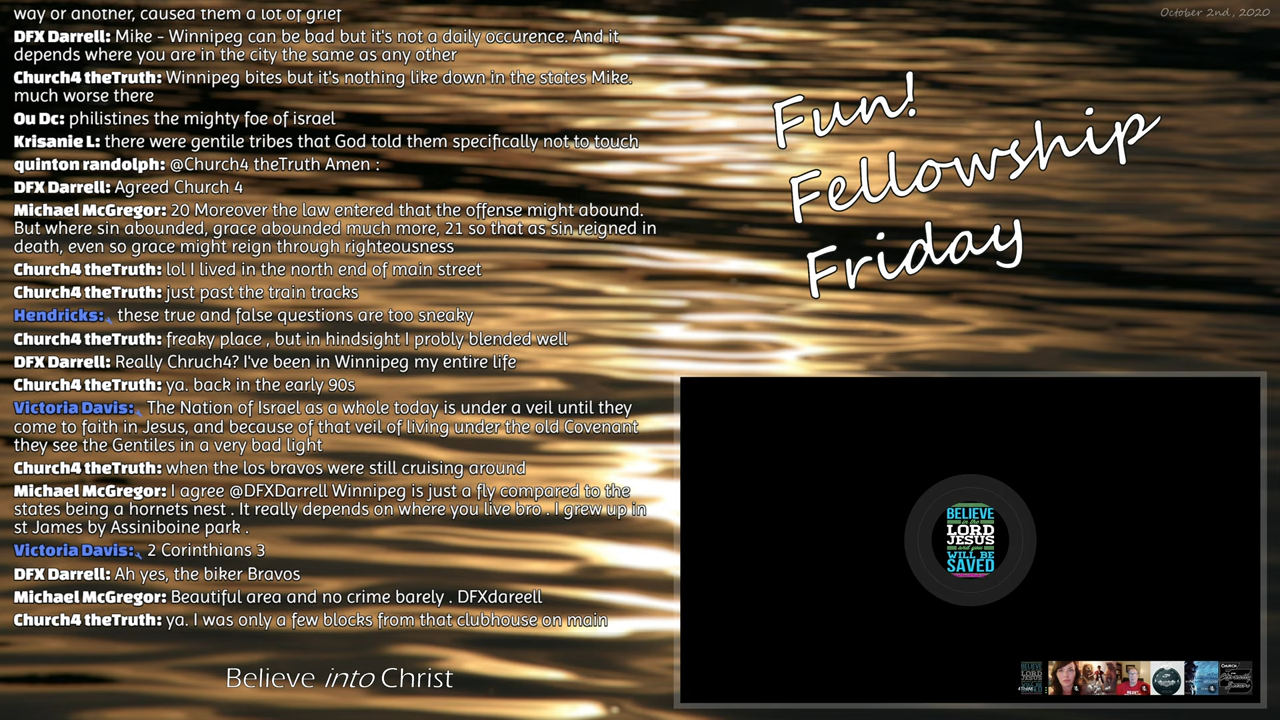 way or another, caused them a lot of grief
DFX Darrell: Mike - Winnipeg can be bad but it's not a daily occurence. And it
depends where you are in the city the same as any other
Church4 theTruth: Winnipeg bites but it's nothing like down in the states Mike.
much worse there
Ou Dc: philistines the mighty foe of israel
Krisanie L: there were gentile tribes that God told them specifically not to touch
quinton randolph: @Church4 theTruth Amen :
DFX Darrell: Agreed Church 4
Michael McGregor: 20 Moreover the law entered that the offense might abound.
But where sin abounded, grace abounded much more, 21 so that as sin reigned in
death, even so grace might reign through righteousness
Church4 theTruth: lol I lived in the north end of main street
Church4 theTruth: just past the train tracks
Hendricks: these true and false questions are too sneaky
Church4 theTruth: freaky place , but in hindsight I probly blended well
DFX Darrell: Really Chruch4? I've been in Winnipeg my entire life
Church4 theTruth: ya. back in the early 90s
Victoria Davis: The Nation of Israel as a whole today is under a veil until they
come to faith in Jesus, and because of that veil of living under the old Covenant
they see the Gentiles in a very bad light
Church4 theTruth: when the los bravos were still cruising around
Michael McGregor: I agree @DFXDarrell Winnipeg is just a fly compared to the
states being a hornets nest . It really depends on where you live bro . I grew up in
st James by Assiniboine park .
Victoria Davis: 2 Corinthians 3
DFX Darrell: Ah yes, the biker Bravos
Michael McGregor: Beautiful area and no crime barely . DFXdareell
Church4 theTruth: ya. I was only a few blocks from that clubhouse on main
Believe into Christ
October 2nd, 2020
Fun!
Fellowship
Friday
BELIEVE
in the
LORD
JESUS
and you
WILL BE
SAVED